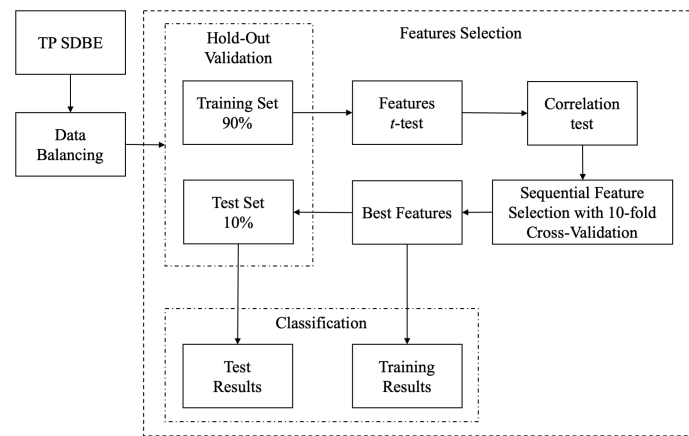 TP SDBE
Data
Balancing
Hold-Out
Validation
Features Selection
Training Set
90%
Features
t-test
Correlation
test
Test Set
10%
Best Features
Sequential Feature
Selection with 10-fold
Cross-Validation
Classification
Test
Results
Training
Results